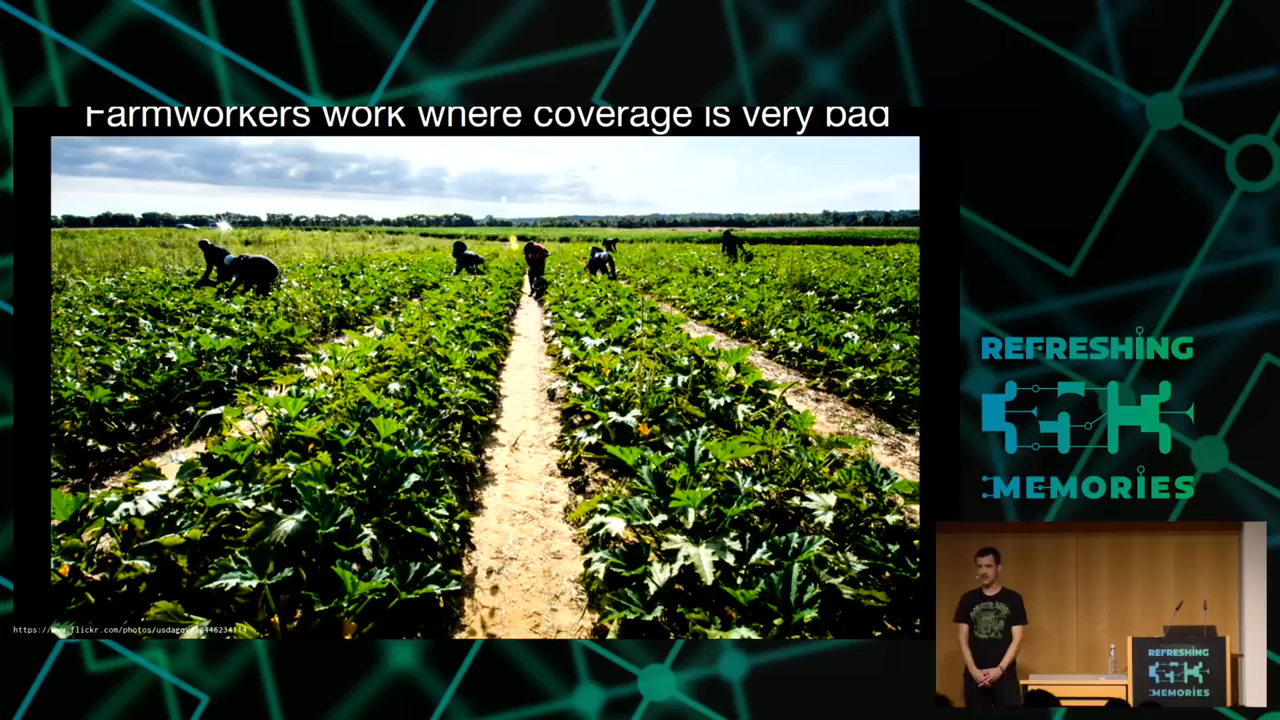 Farmworkers work where coverage is very bad
REFRESHING
MEMORIES
REFRESHING
MEMORIES